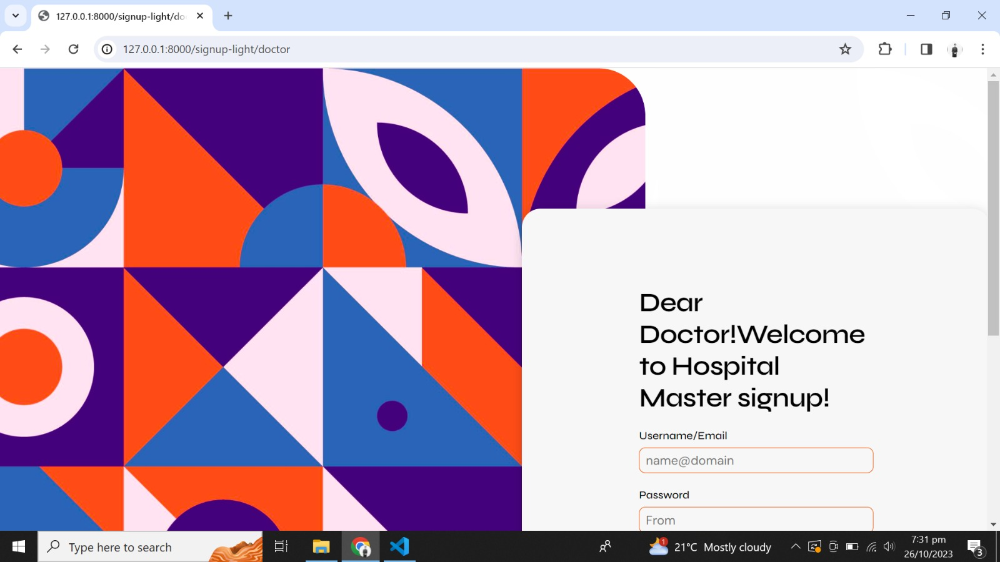 127.0.0.1:8000/signup-light/do
127.0.0.1:8000/signup-light/doctor
Dear
Doctor!Welcome
to Hospital
Master signup!
Username/Email
name@domain
Password
From
Type here to search
1
21°C Mostly cloudy
7:31 pm
26/10/2023
3